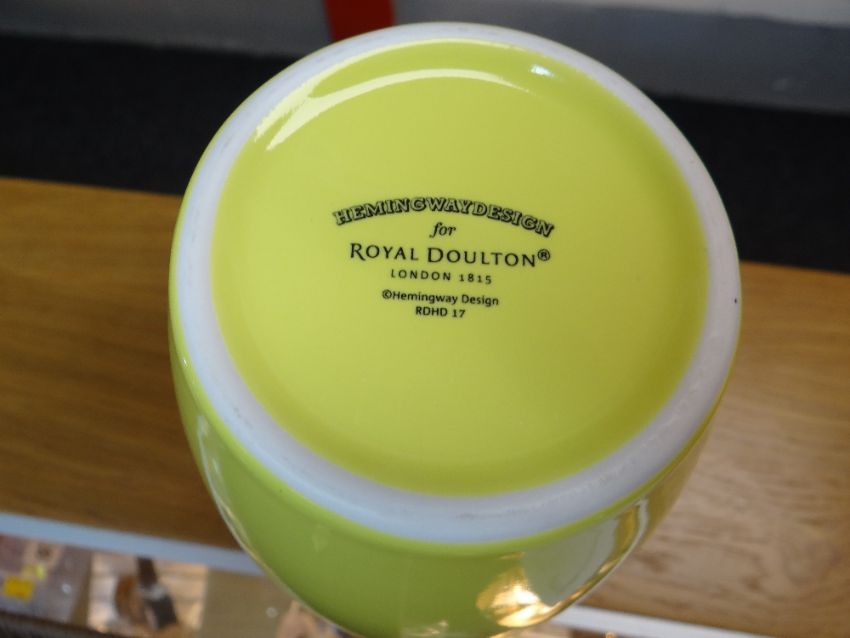 HEMINGWAYDESIGN
for
ROYAL DOULTON®
LONDON 1815
©Hemingway Design
RDHD 17